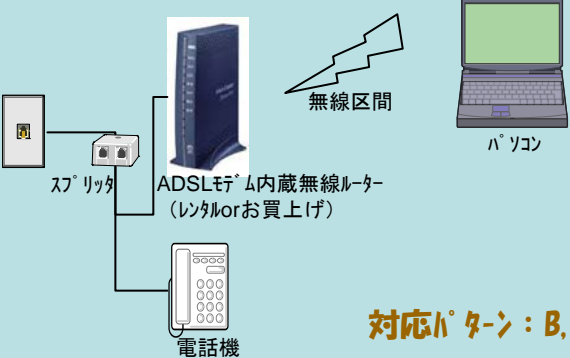 無線区間
ﾊﾟｿｺﾝ
ｽﾌﾟﾘｯﾀ
ADSLﾓﾃﾞﾑ内蔵無線ﾙｰﾀｰ
（ﾚﾝﾀﾙorお買上げ）
電話機
対応ﾊﾟﾀｰﾝ：B,